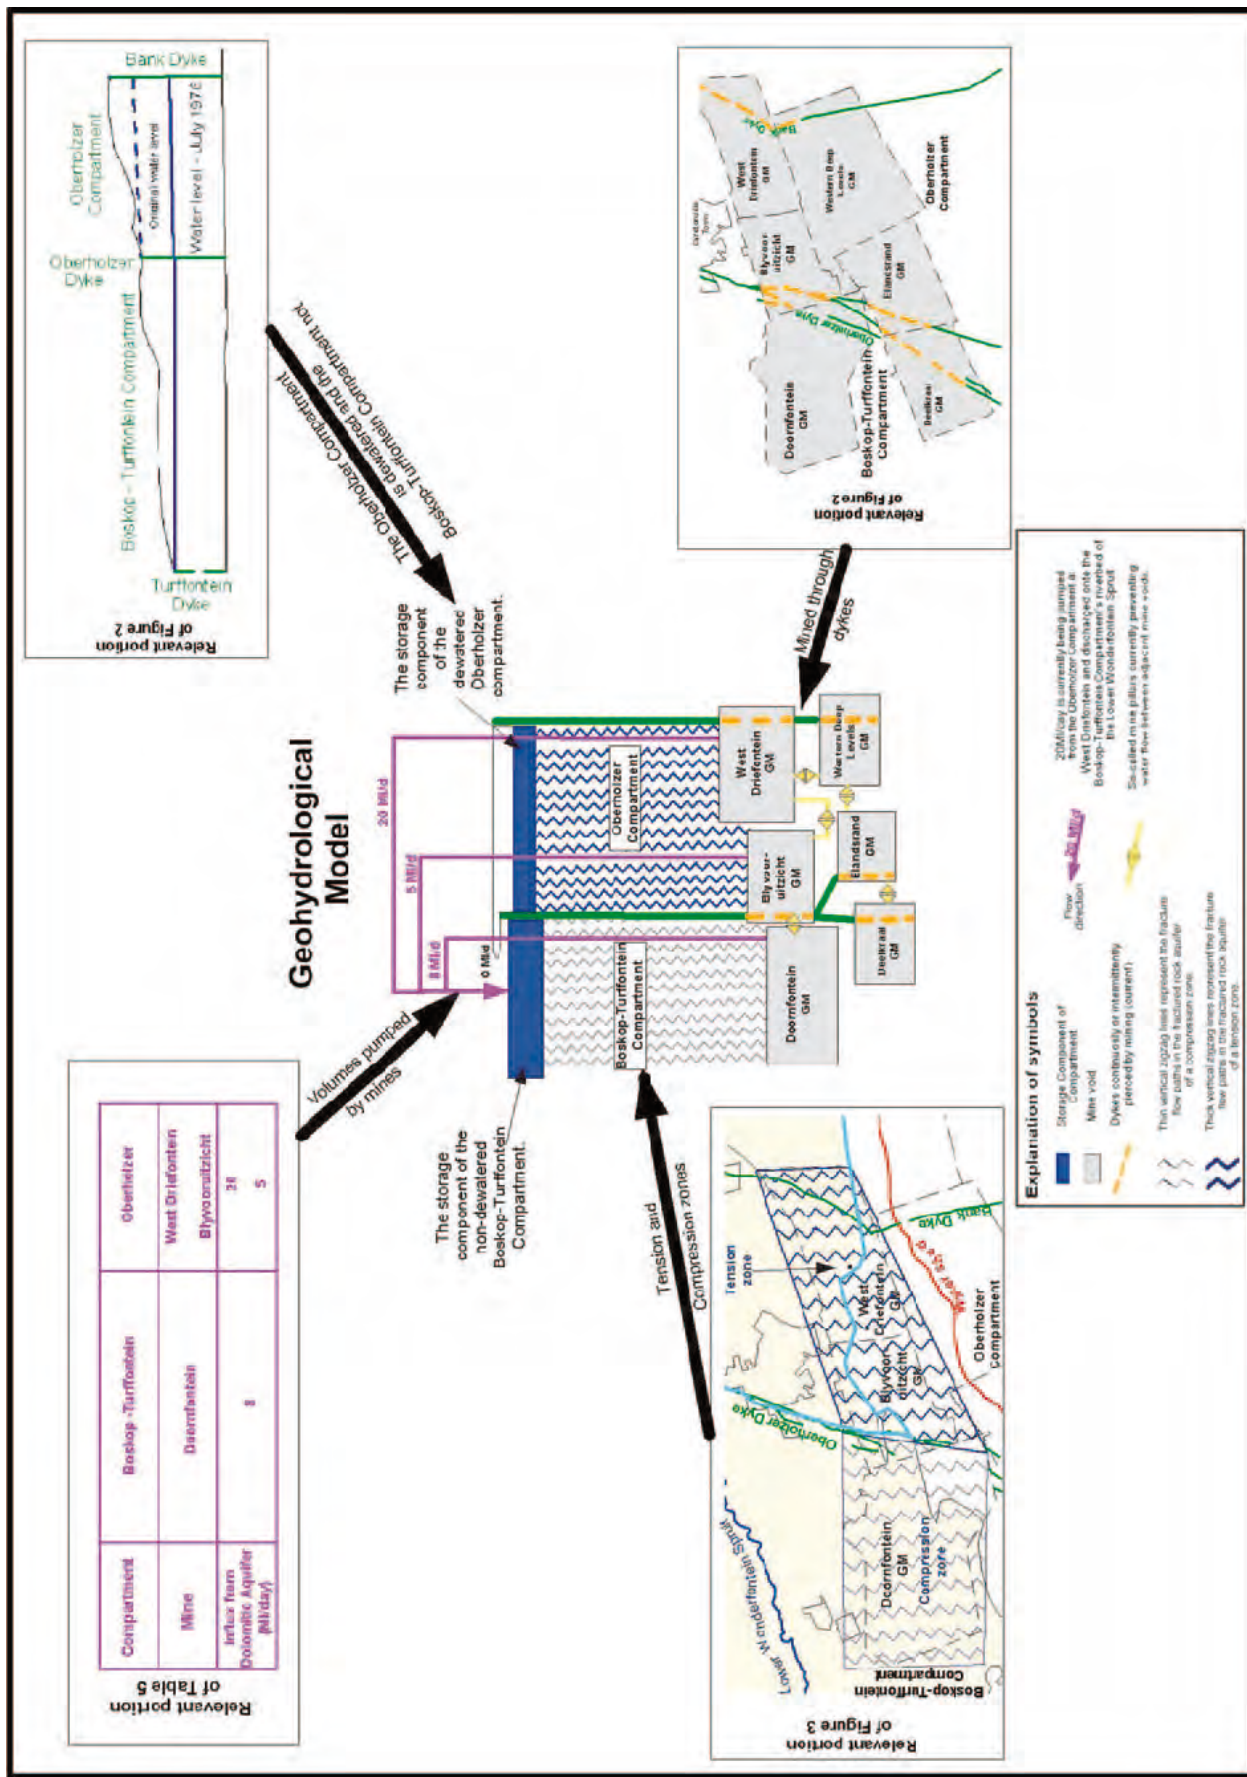 Geohydrological
Model
Relevant portion
of Table 5
Compartment
Boskop -Turffontein
Oberholzer
Mine
Doornfontein
West Driefontein
Blyvooruitzicht
Influx from
Dolomitic Aquifer
(Ml/day)
8
20
5
Volumes pumped
by mines
Relevant portion
of Figure 2
Turffontein
Dyke
Boskop - Turffontein Compartment
Oberholzer
Dyke
Oberholzer
Compartment
Bank Dyke
Original water level
Water level - July 1976
The Oberholzer Compartment
is dewatered and the
Boskop-Turffontein Compartment not
The storage
component of the
non-dewatered
Boskop-Turffontein
Compartment.
The storage
component
of the
dewatered
Oberholzer
compartment.
20 Ml/d
5 Ml/d
8 Ml/d
0 Ml/d
Boskop-Turffontein
Compartment
Oberholzer
Compartment
Doornfontein
GM
Blyvoor-
uitzicht
GM
West
Driefontein
GM
Deelkraal
GM
Elandsrand
GM
Western Deep
Levels
GM
Tension and
Compression zones
Mined through
dykes
Relevant portion
of Figure 3
Boskop-Turffontein
Compartment
Lower Wonderfontein Spruit
Doornfontein
GM
Compression
zone
Oberholzer Dyke
Blyvoor-
uitzicht
GM
West
Driefontein
GM
Tension
zone
Bank Dyke
Water shed
Oberholzer
Compartment
Relevant portion
of Figure 2
Doornfontein
GM
Boskop-Turffontein
Compartment
Oberholzer Dyke
Blyvoor-
uitzicht
GM
Carletonville
Town
West
Driefontein
GM
Bank Dyke
Western Deep
Levels
GM
Elandsrand
GM
Deelkraal
GM
Oberholzer
Compartment
Explanation of symbols
Storage Component of
Compartment
Mine void
Dykes continuosly or intermittently
pierced by mining (current)
Thin vertical zigzag lines represent the fracture
flow paths in the fractured rock aquifer
of a compression zone.
Thick vertical zigzag lines represent the fracture
flow paths in the fractured rock aquifer
of a tension zone.
Flow
direction
20 Ml/d
20Ml/day is currently being pumped
from the Oberholzer Compartment at
West Driefontein and discharged onto the
Boskop-Turffontein Compartment's riverbed of
the Lower Wonderfontein Spruit
So-called mine pillars currently preventing
water flow between adjacent mine voids.